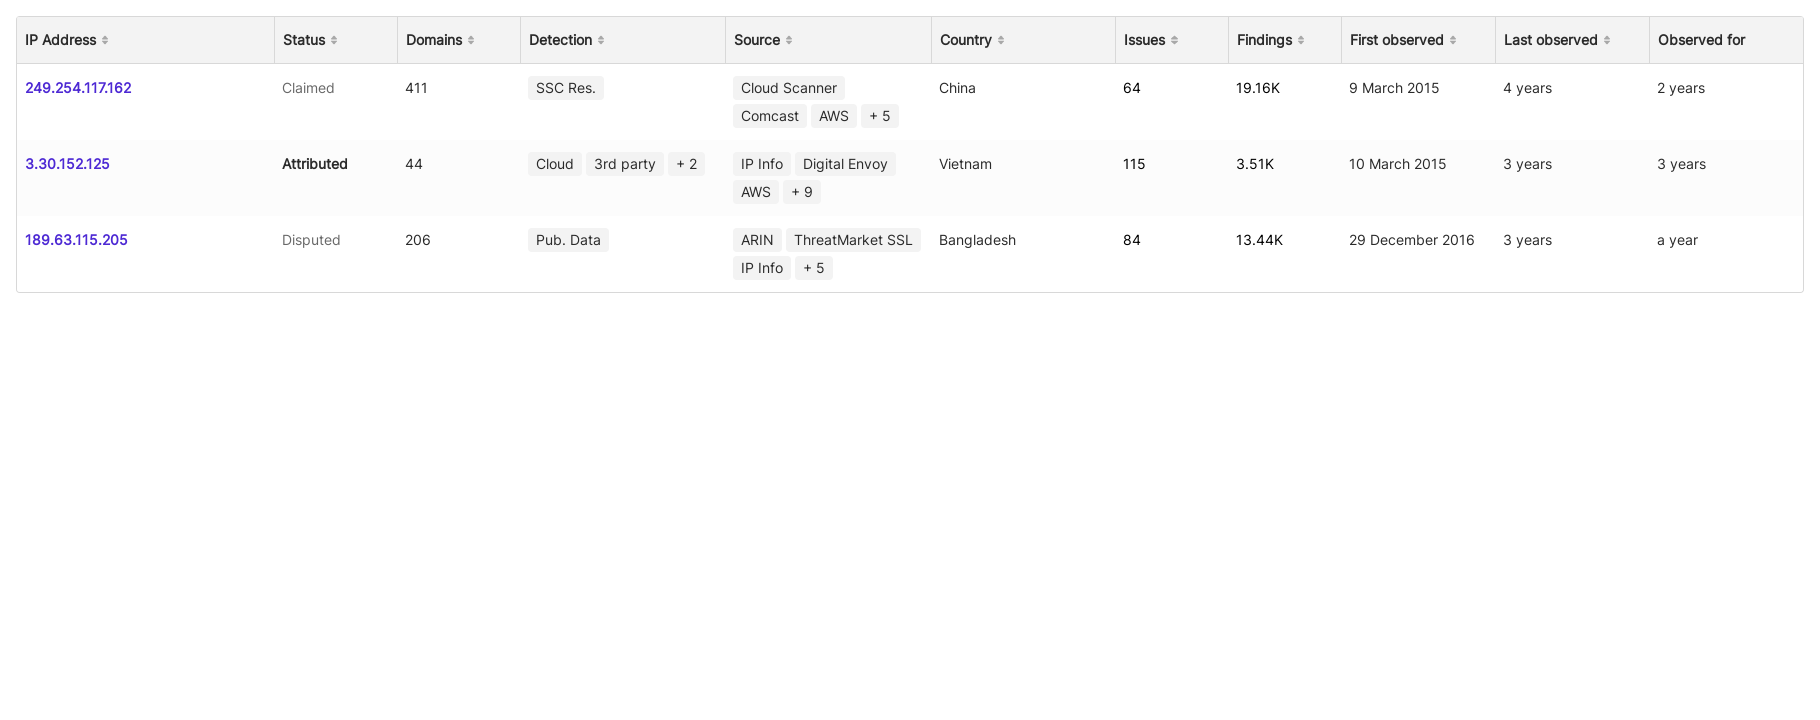 IP Address Status Domains Detection Source Country Issues Findings First observed Last observed Observed for
249.254.117.162 Claimed 411 SSC Res. Cloud Scanner China 64 19.16K 9 March 2015 4 years 2 years
Comcast AWS + 5
3.30.152.125 Attributed 44 Cloud 3rd party + 2 IP Info Digital Envoy Vietnam 115 3.51K 10 March 2015 3 years 3 years
AWS + 9
189.63.115.205 Disputed 206 Pub. Data ARIN ThreatMarket SSL Bangladesh 84 13.44K 29 December 2016 3 years a year
IP Info + 5